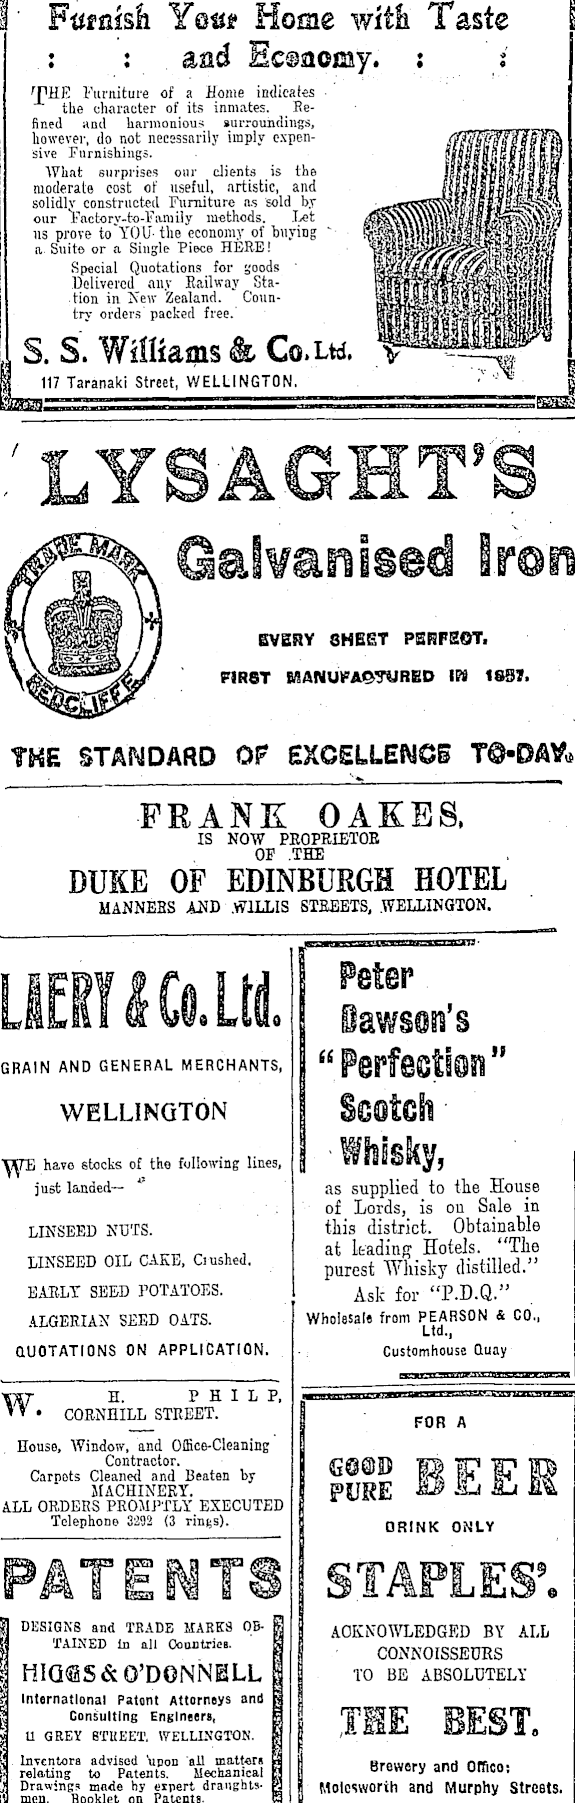 Furnish Your Home with Taste
: : and Economy. : :
THE Furniture of a Home indicates
the character of its inmates. Re-
fined and harmonious surroundings,
however, do not necessarily imply expen-
sive Furnishings.
What surprises our clients is the
moderate cost of useful, artistic, and
solidly constructed Furniture as sold by
our Factory-to-Family methods. Let
us prove to YOU the economy of buying
a Suite or a Single Piece HERE!
Special Quotations for goods
Delivered any Railway Sta-
tion in New Zealand. Coun-
try orders packed free.
S. S. Williams & Co. Ltd.
117 Taranaki Street, WELLINGTON.
LYSAGHT'S
Galvanised Iron
TRADE MARK
REDCLIFFE
EVERY SHEET PERFECT.
FIRST MANUFACTURED IN 1857.
THE STANDARD OF EXCELLENCE TO-DAY.
FRANK OAKES,
IS NOW PROPRIETOR
OF THE
DUKE OF EDINBURGH HOTEL
MANNERS AND WILLIS STREETS, WELLINGTON.
LAERY & Co. Ltd.
GRAIN AND GENERAL MERCHANTS,
WELLINGTON
WE have stocks of the following lines,
just landed—
LINSEED NUTS.
LINSEED OIL CAKE, Crushed.
EARLY SEED POTATOES.
ALGERIAN SEED OATS.
QUOTATIONS ON APPLICATION.
W. H. PHILP,
CORNHILL STREET.
House, Window, and Office-Cleaning
Contractor.
Carpets Cleaned and Beaten by
MACHINERY.
ALL ORDERS PROMPTLY EXECUTED
Telephone 3292 (3 rings).
PATENTS
DESIGNS and TRADE MARKS OB-
TAINED in all Countries.
HIGGS & O'DONNELL
International Patent Attorneys and
Consulting Engineers,
11 GREY STREET, WELLINGTON.
Inventors advised upon all matters
relating to Patents. Mechanical
Drawings made by expert draughts-
men. Booklet on Patents.
Peter
Dawson's
"Perfection"
Scotch
Whisky,
as supplied to the House
of Lords, is on Sale in
this district. Obtainable
at leading Hotels. "The
purest Whisky distilled."
Ask for "P.D.Q."
Wholesale from PEARSON & CO.,
Ltd.,
Customhouse Quay
FOR A
GOOD PURE BEER
DRINK ONLY
STAPLES'.
ACKNOWLEDGED BY ALL
CONNOISSEURS
TO BE ABSOLUTELY
THE BEST.
Brewery and Office:
Molesworth and Murphy Streets.